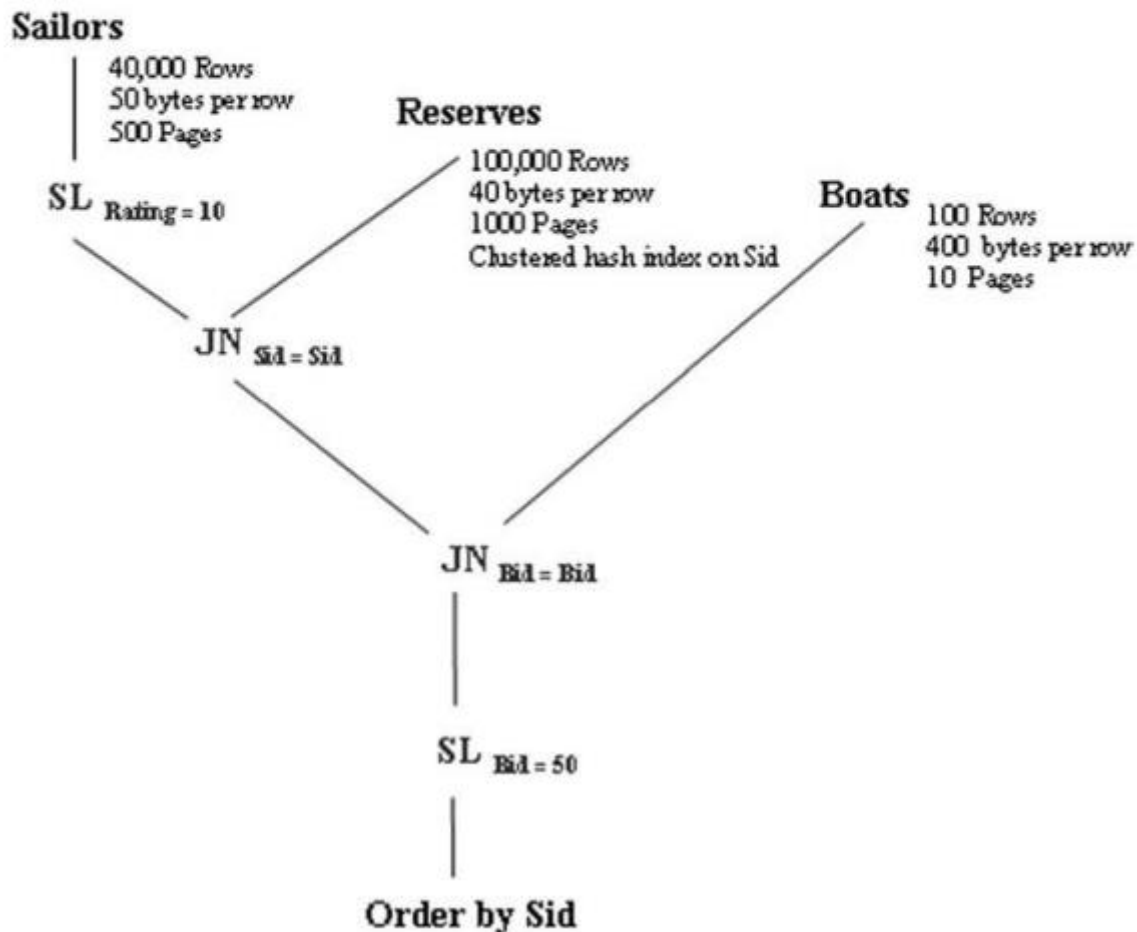 Sailors
40,000 Rows
50 bytes per row
500 Pages
SL Rating = 10
Reserves
100,000 Rows
40 bytes per row
1000 Pages
Clustered hash index on Sid
Boats
100 Rows
400 bytes per row
10 Pages
JN Sid = Sid
JN Bid = Bid
SL Bid = 50
Order by Sid